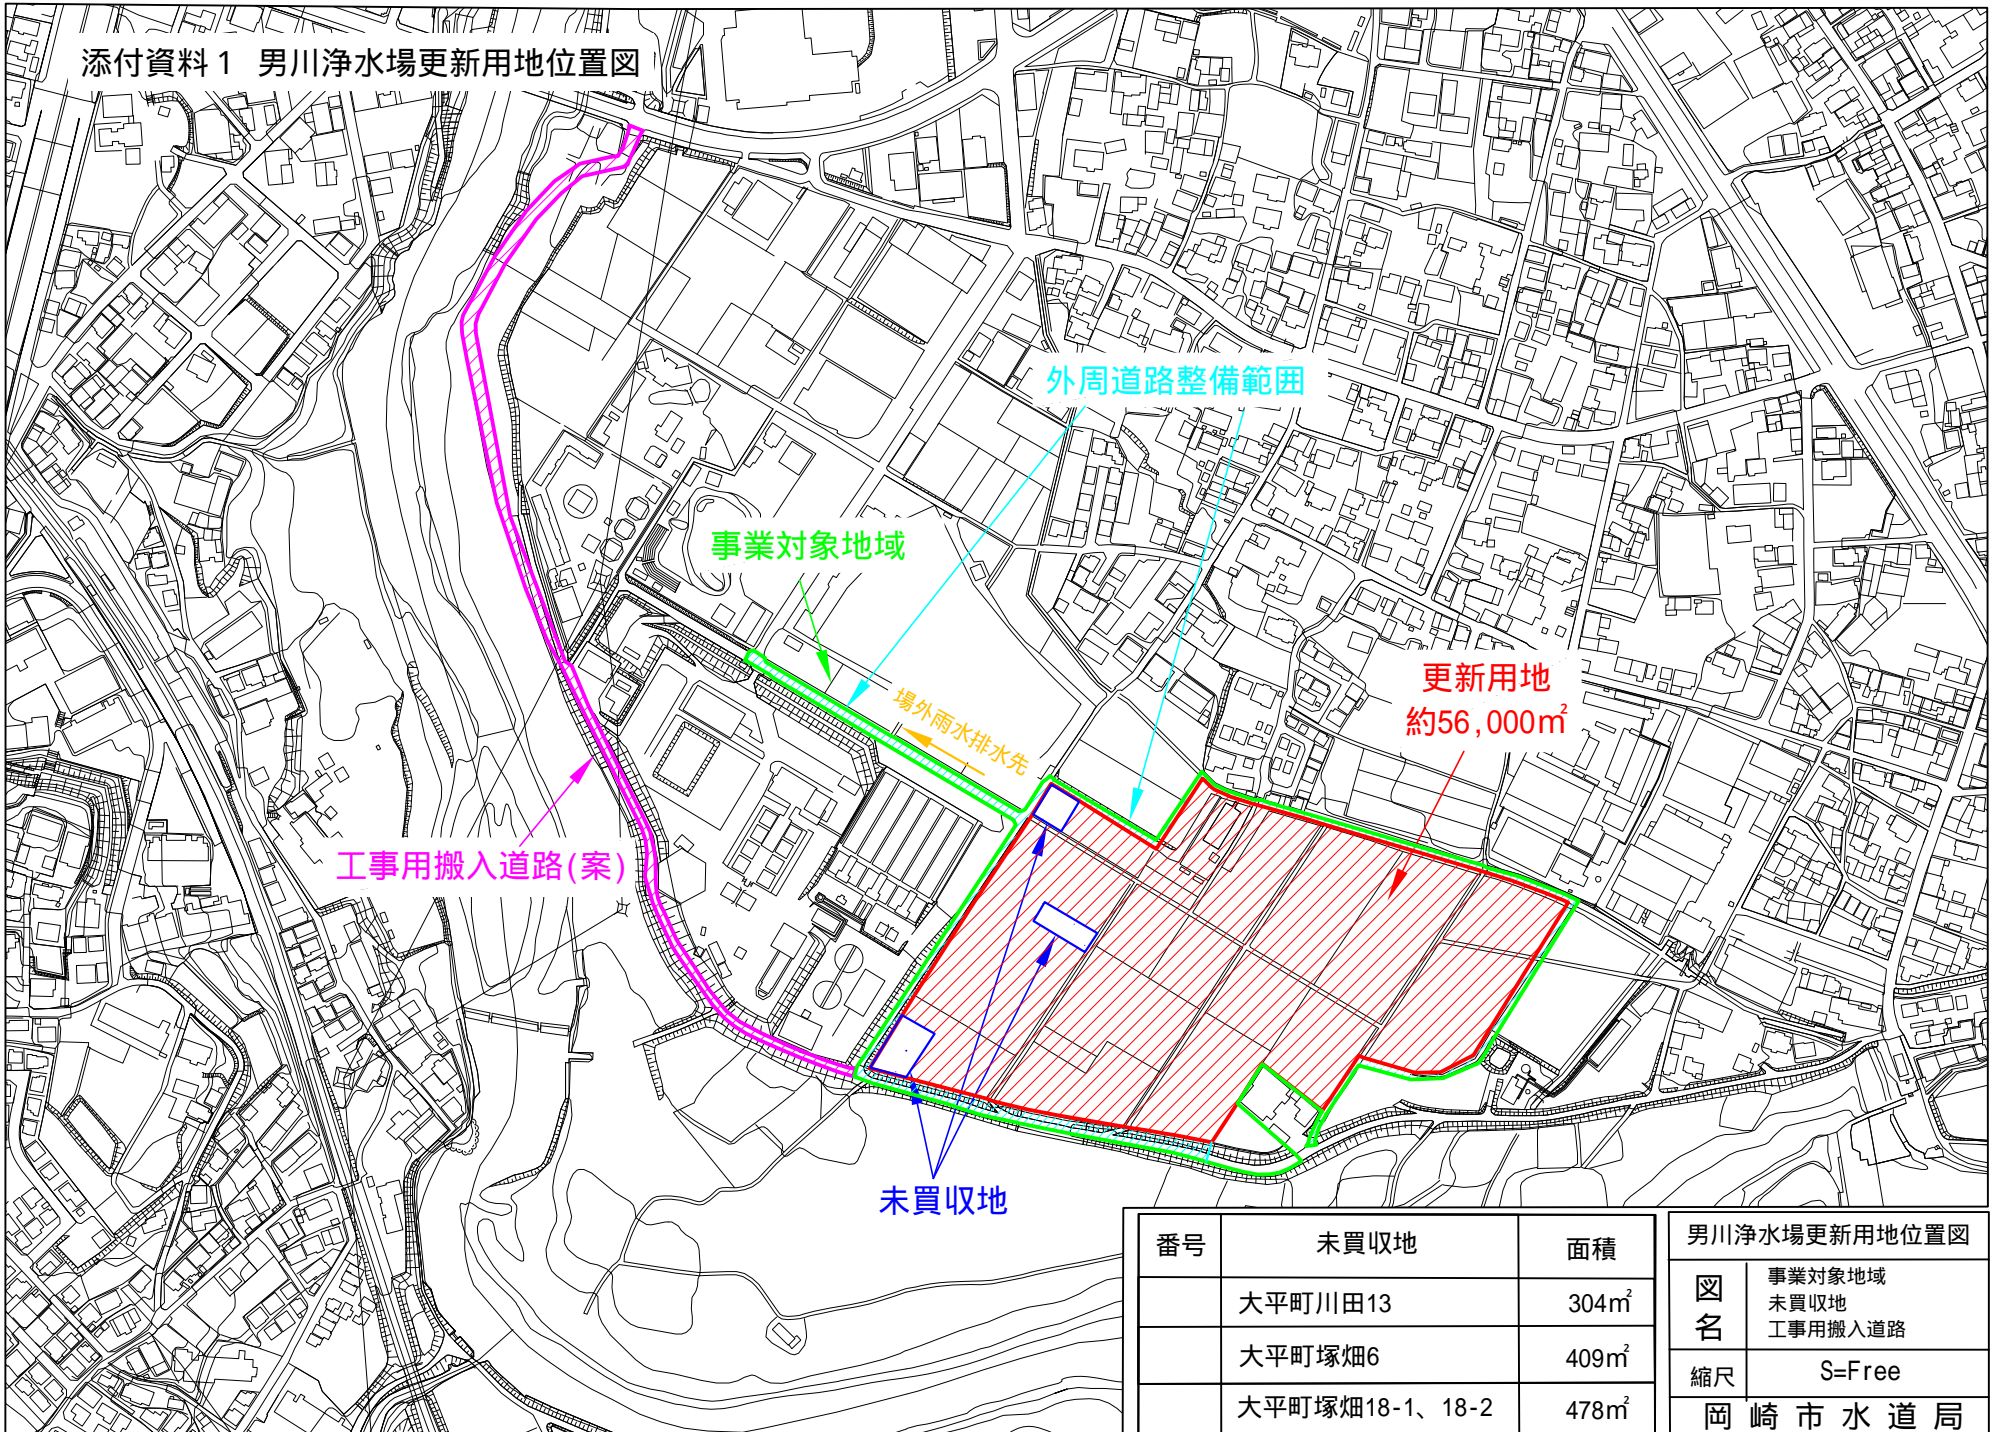 添付資料1 男川浄水場更新用地位置図
外周道路整備範囲
事業対象地域
更新用地
約56,000㎡
場外雨水排水先
工事用搬入道路(案)
未買収地
番号 未買収地 面積
大平町川田13 304㎡
大平町塚畑6 409㎡
大平町塚畑18-1、18-2 478㎡
男川浄水場更新用地位置図
図名
事業対象地域
未買収地
工事用搬入道路
縮尺 S=Free
岡崎市水道局